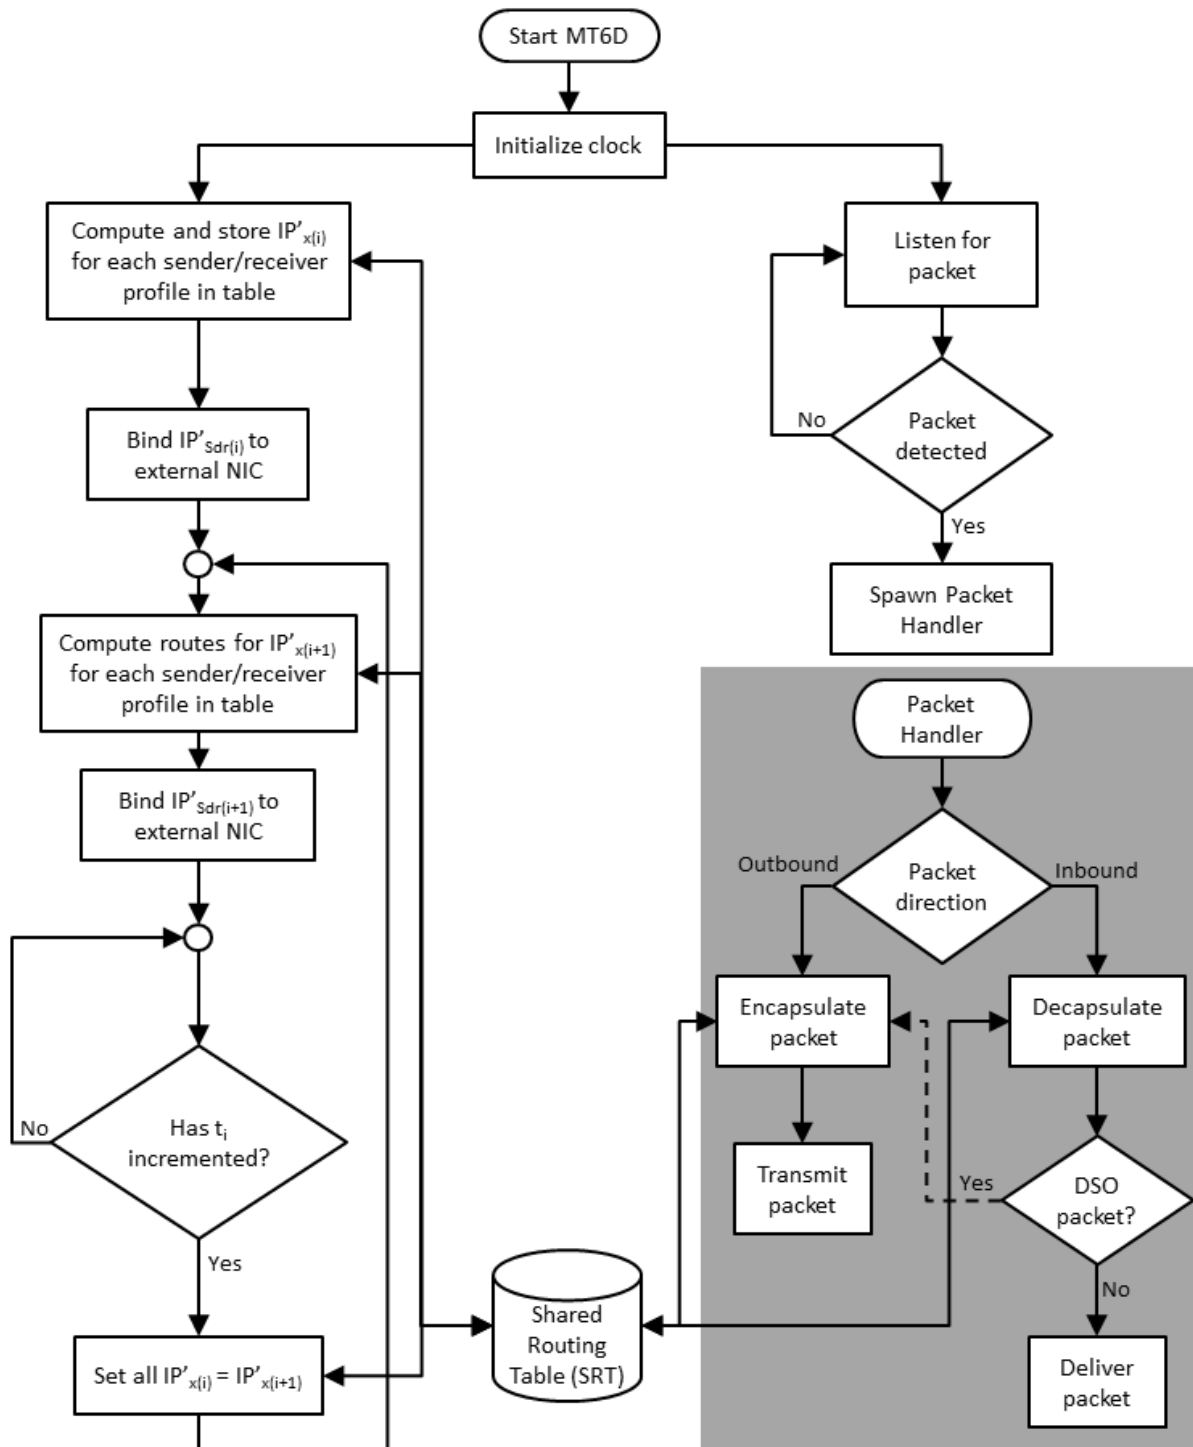 Start MT6D
Initialize clock
Compute and store IP’x(i)
for each sender/receiver
profile in table
Listen for
packet
Bind IP’Sdr(i) to
external NIC
No
Packet
detected
Yes
Spawn Packet
Handler
Compute routes for IP’x(i+1)
for each sender/receiver
profile in table
Bind IP’Sdr(i+1) to
external NIC
Packet
Handler
Outbound
Packet
direction
Inbound
Encapsulate
packet
Decapsulate
packet
No
Has ti
incremented?
Yes
Transmit
packet
Yes
DSO
packet?
No
Shared
Routing
Table (SRT)
Set all IP’x(i) = IP’x(i+1)
Deliver
packet